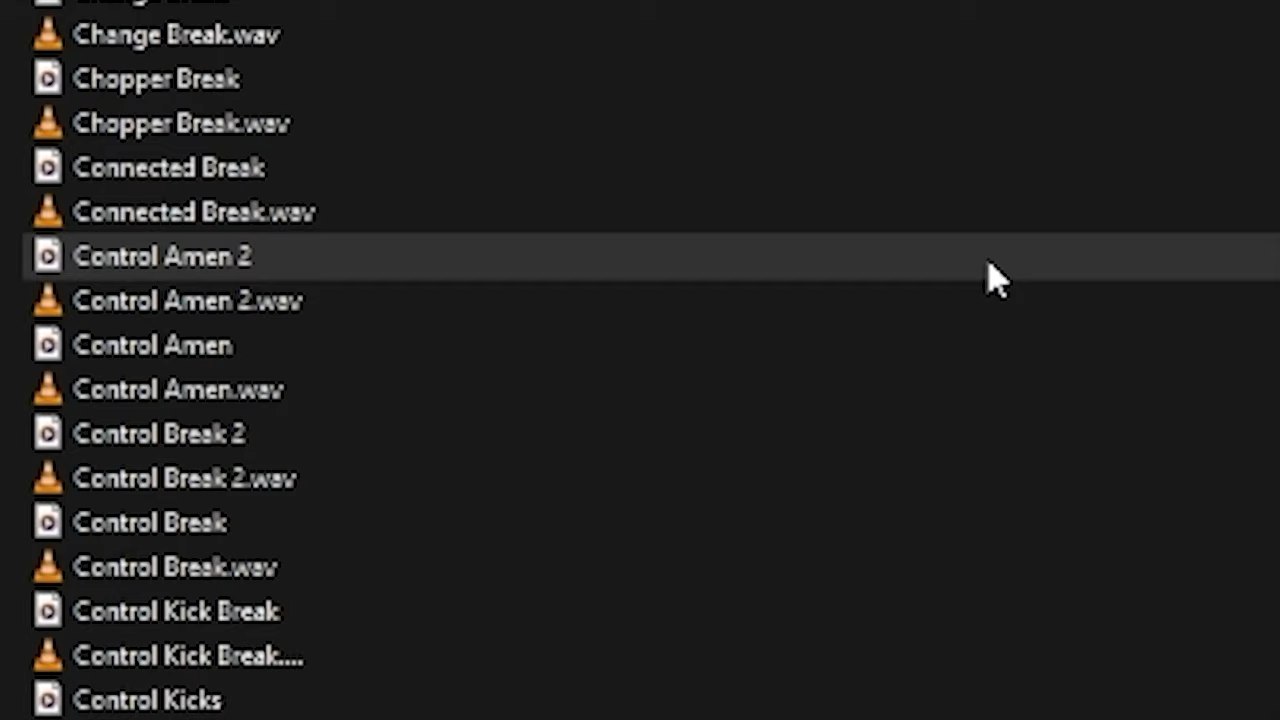 Change Break.wav
Chopper Break
Chopper Break.wav
Connected Break
Connected Break.wav
Control Amen 2
Control Amen 2.wav
Control Amen
Control Amen.wav
Control Break 2
Control Break 2.wav
Control Break
Control Break.wav
Control Kick Break
Control Kick Break....
Control Kicks